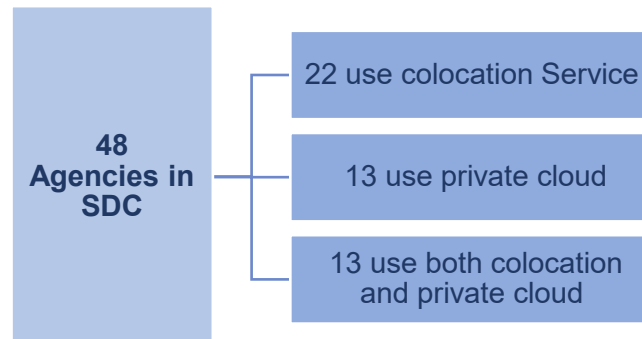 48
Agencies in
SDC
22 use colocation Service
13 use private cloud
13 use both colocation
and private cloud